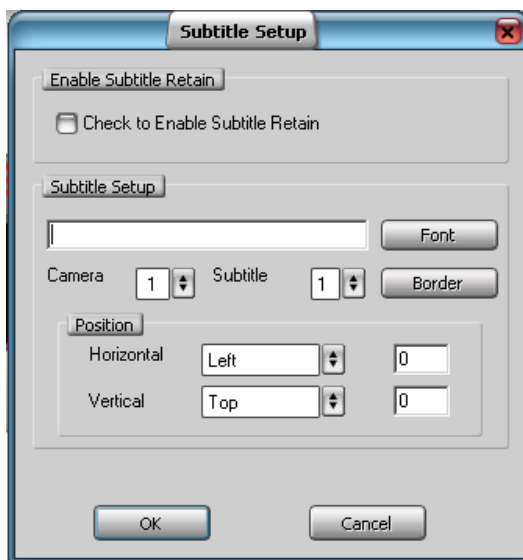 Subtitle Setup
Enable Subtitle Retain
Check to Enable Subtitle Retain
Subtitle Setup
Font
Camera 1 Subtitle 1 Border
Position
Horizontal Left 0
Vertical Top 0
OK Cancel